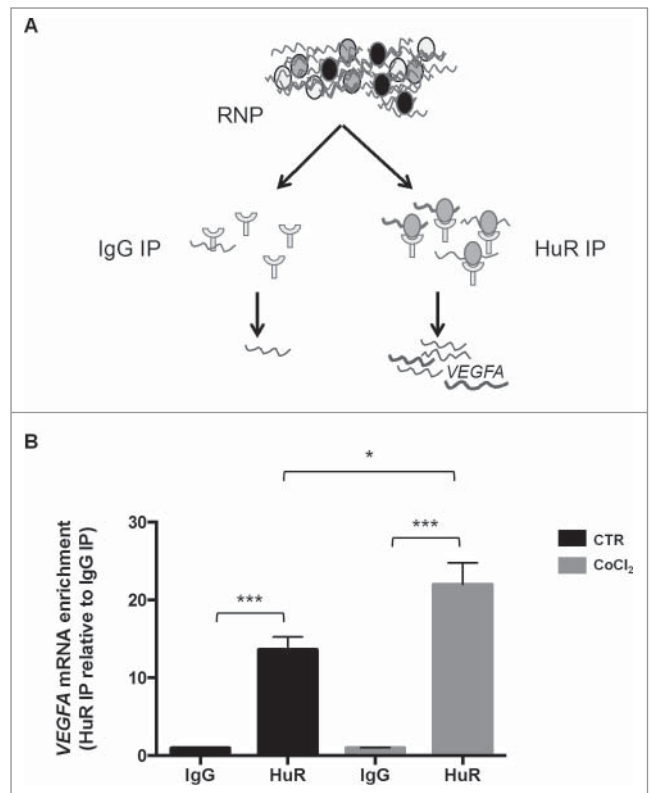 A
RNP
IgG IP
HuR IP
VEGFA
B
*
***
***
CTR
CoCl₂
VEGFA mRNA enrichment
(HuR IP relative to IgG IP)
30
20
10
0
IgG HuR IgG HuR